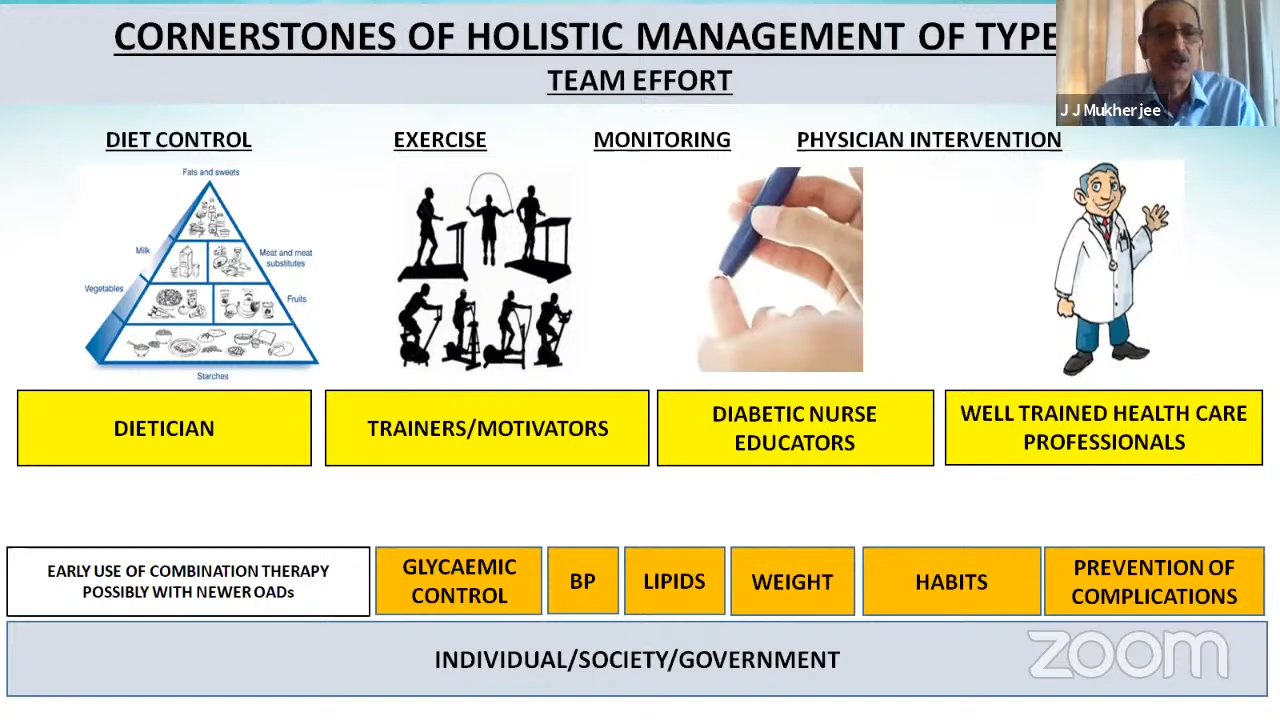 CORNERSTONES OF HOLISTIC MANAGEMENT OF TYPE
TEAM EFFORT
J J Mukherjee
DIET CONTROL
EXERCISE
MONITORING
PHYSICIAN INTERVENTION
Fats and sweets
Milk
Meat and meat
substitutes
Vegetables
Fruits
Starches
DIETICIAN
TRAINERS/MOTIVATORS
DIABETIC NURSE
EDUCATORS
WELL TRAINED HEALTH CARE
PROFESSIONALS
EARLY USE OF COMBINATION THERAPY
POSSIBLY WITH NEWER OADs
GLYCAEMIC
CONTROL
BP
LIPIDS
WEIGHT
HABITS
PREVENTION OF
COMPLICATIONS
INDIVIDUAL/SOCIETY/GOVERNMENT
zoom